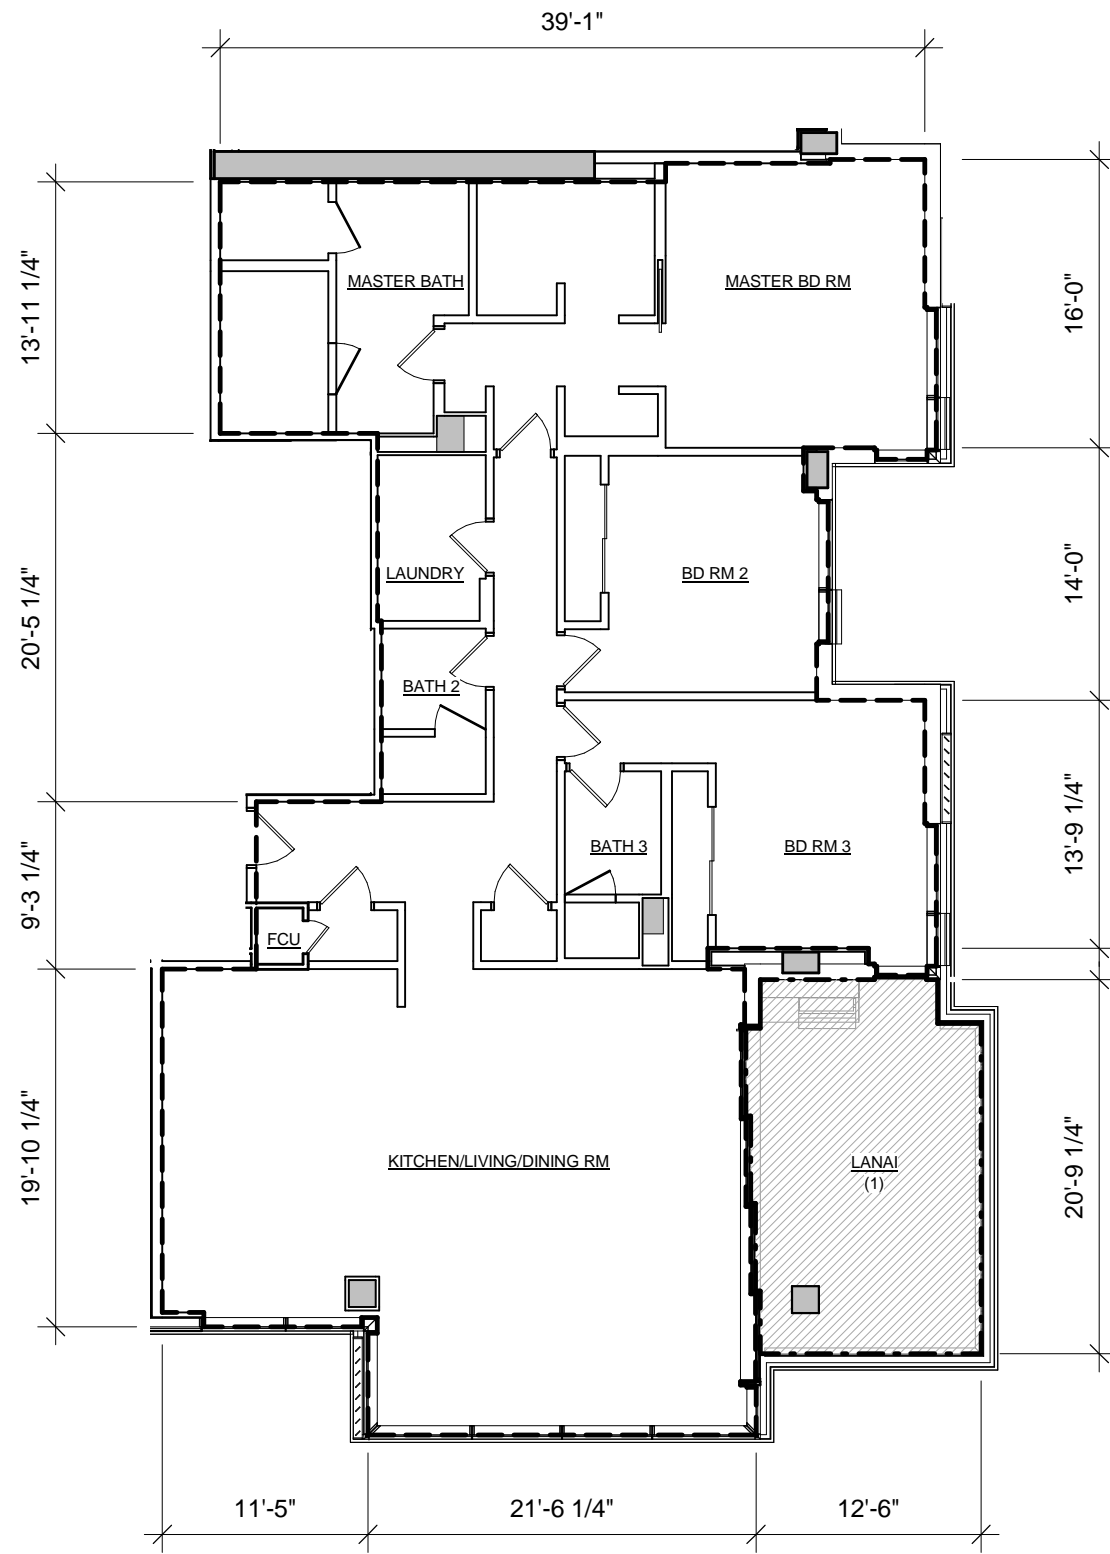 39'-1"
MASTER BATH
MASTER BD RM
13'-11 1/4"
16'-0"
LAUNDRY
BD RM 2
20'-5 1/4"
14'-0"
BATH 2
BATH 3
BD RM 3
9'-3 1/4"
13'-9 1/4"
FCU
KITCHEN/LIVING/DINING RM
LANAI
(1)
19'-10 1/4"
20'-9 1/4"
11'-5"
21'-6 1/4"
12'-6"